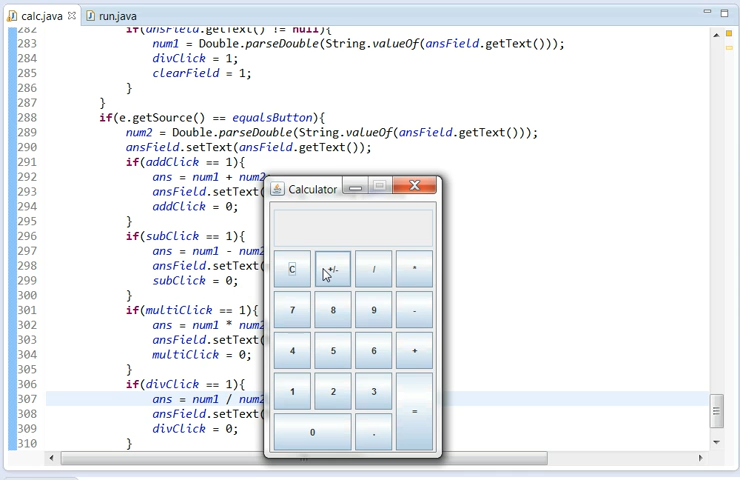 calc.java run.java
282 if(ansField.getText() != null){
283 num1 = Double.parseDouble(String.valueOf(ansField.getText()));
284 divClick = 1;
285 clearField = 1;
286 }
287 }
288 if(e.getSource() == equalsButton){
289 num2 = Double.parseDouble(String.valueOf(ansField.getText()));
290 ansField.setText(ansField.getText());
291 if(addClick == 1){
292 ans = num1 + num2;
293 ansField.setText(
294 addClick = 0;
295 }
296 if(subClick == 1){
297 ans = num1 - num2
298 ansField.setText(
299 subClick = 0;
300 }
301 if(multiClick == 1){
302 ans = num1 * num2
303 ansField.setText(
304 multiClick = 0;
305 }
306 if(divClick == 1){
307 ans = num1 / num2
308 ansField.setText(
309 divClick = 0;
310 }
Calculator
C +/- / *
7 8 9 -
4 5 6 +
1 2 3 =
0 .